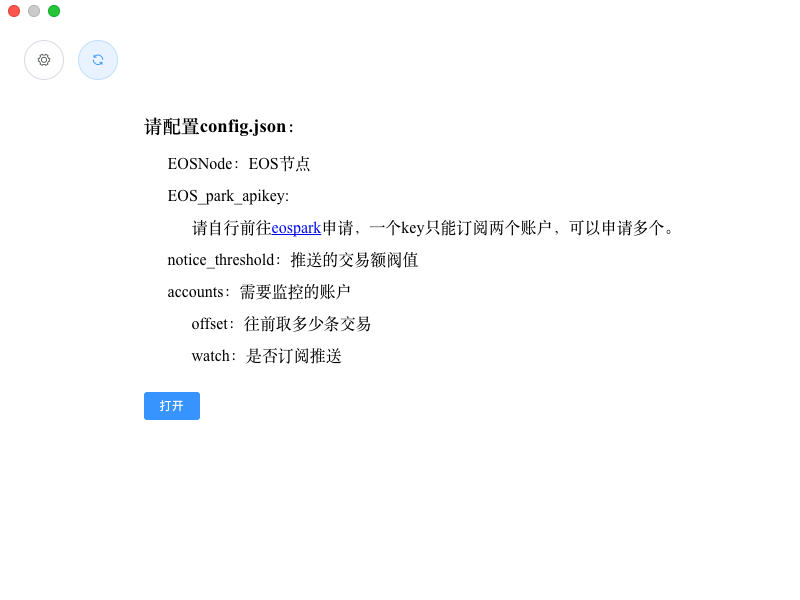 请配置config.json：
EOSNode：EOS节点
EOS_park_apikey:
请自行前往eospark申请，一个key只能订阅两个账户，可以申请多个。
notice_threshold：推送的交易额阀值
accounts：需要监控的账户
offset：往前取多少条交易
watch：是否订阅推送
打开